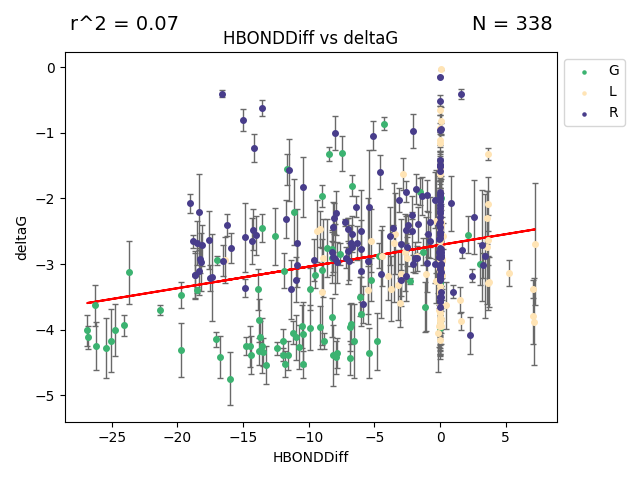 r^2 = 0.07
N = 338
HBONDDiff vs deltaG
G
L
R
deltaG
0
−1
−2
−3
−4
−5
−25
−20
−15
−10
−5
0
5
HBONDDiff